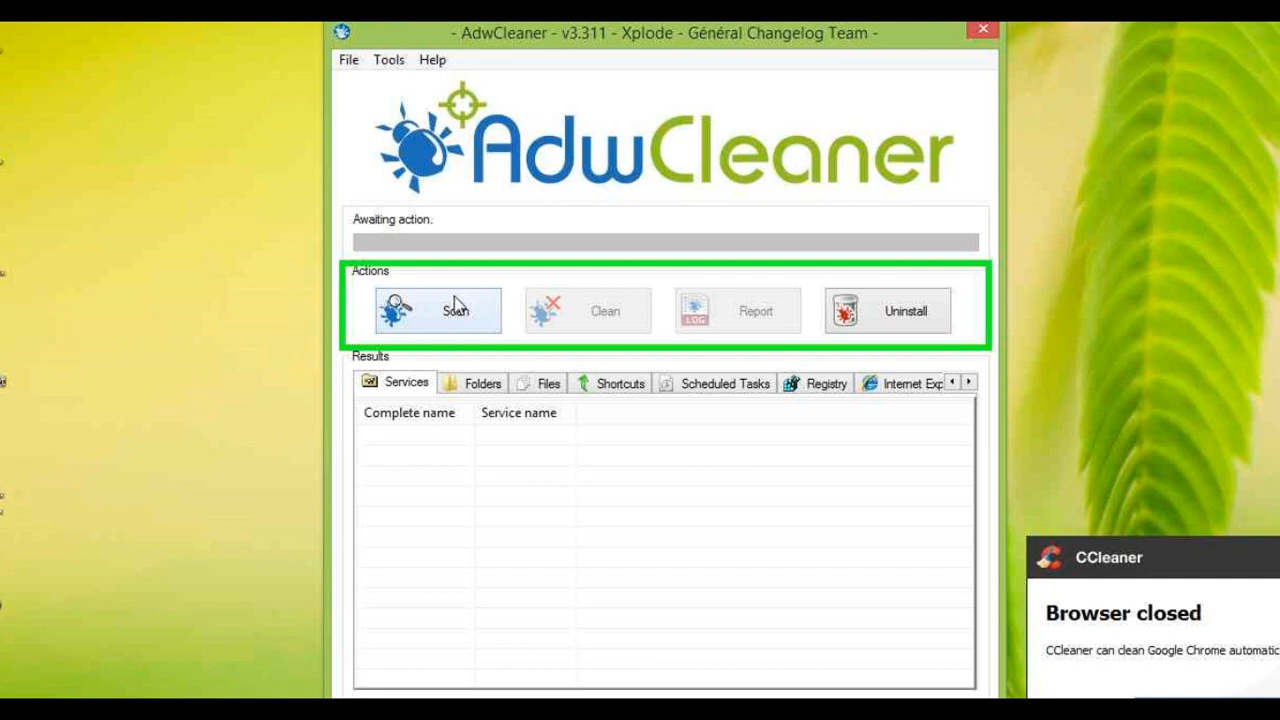 - AdwCleaner - v3.311 - Xplode - Général Changelog Team -
File Tools Help
AdwCleaner
Awaiting action.
Actions
Scan Clean Report Uninstall
LOG
Results
Services Folders Files Shortcuts Scheduled Tasks Registry Internet Exp
Complete name Service name
CCleaner
Browser closed
CCleaner can clean Google Chrome automatic